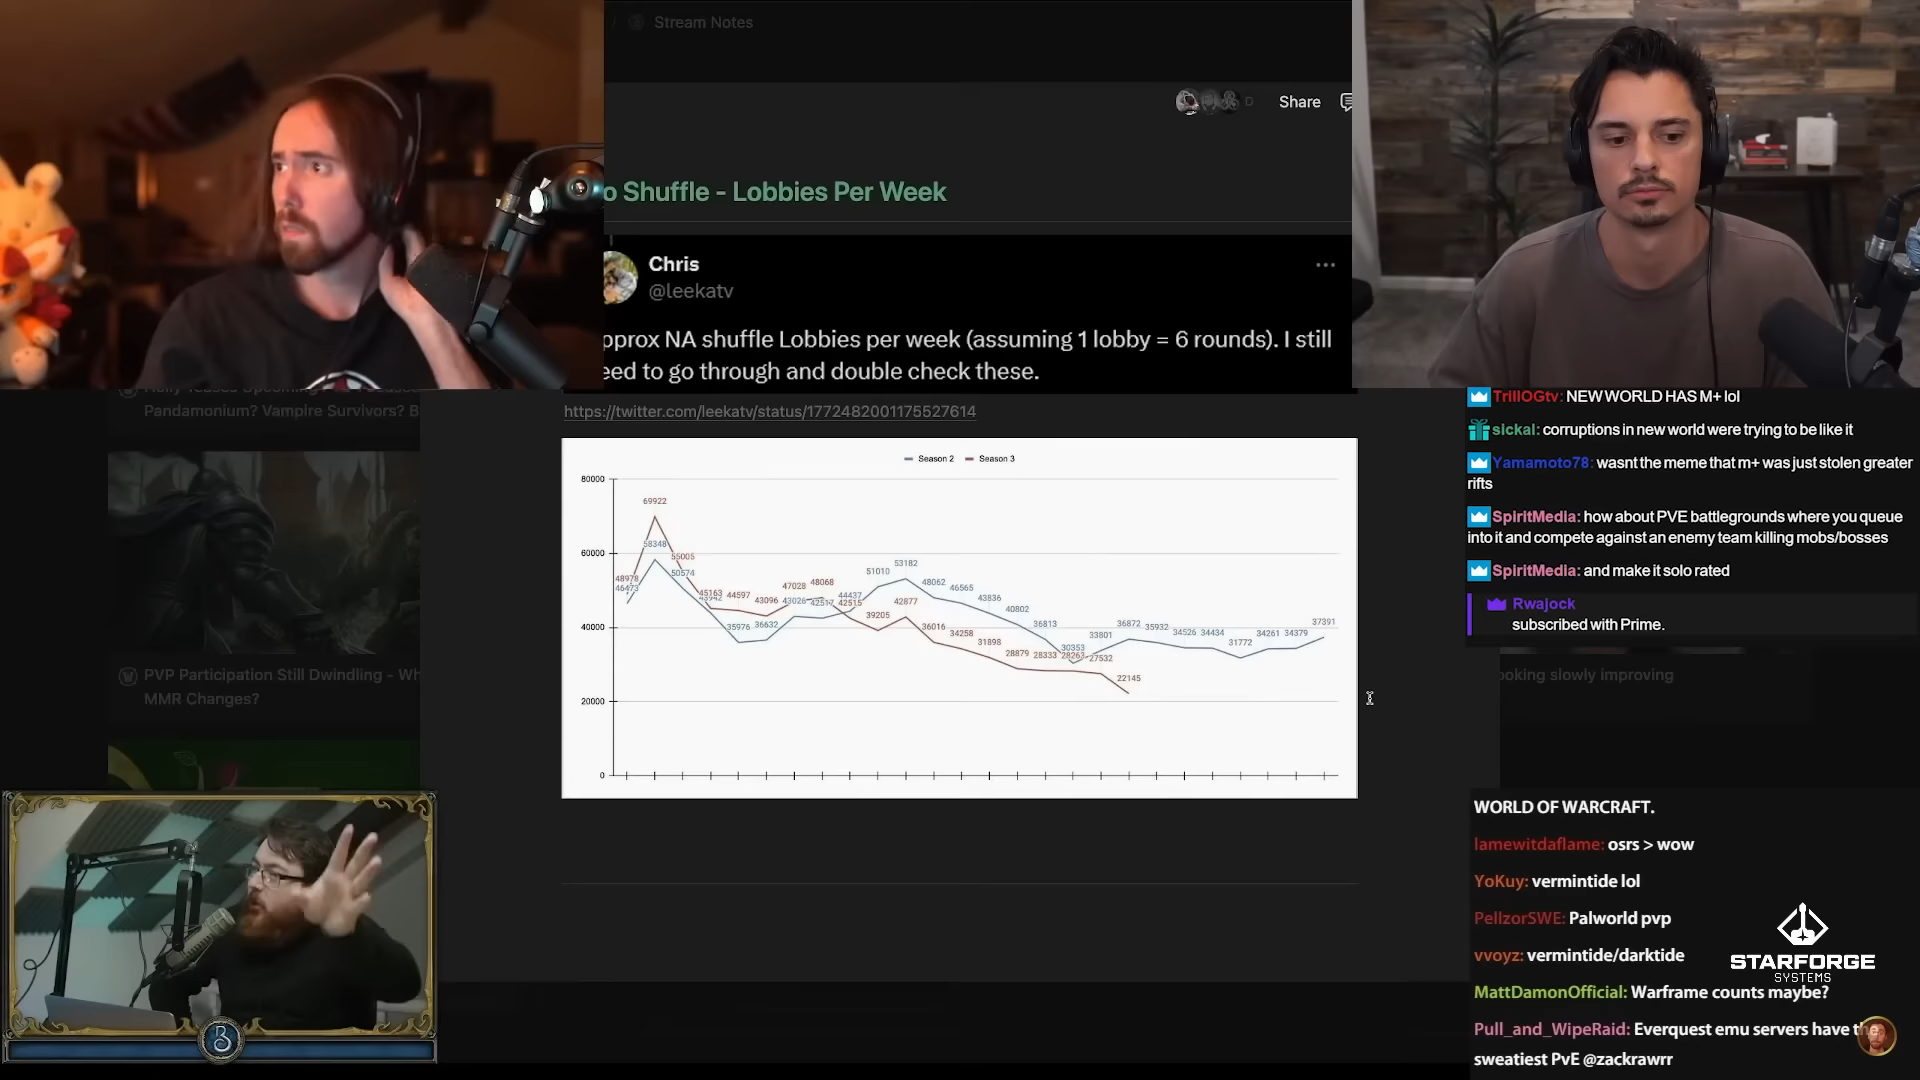 Stream Notes
Share
o Shuffle - Lobbies Per Week
Chris
@leekatv
pprox NA shuffle Lobbies per week (assuming 1 lobby = 6 rounds). I still
eed to go through and double check these.
https://twitter.com/leekatv/status/1772482001175527614
Pandamonium? Vampire Survivors? B
PVP Participation Still Dwindling - Wh
MMR Changes?
Season 2 Season 3
80000
60000
40000
20000
0
69922
58348
55005
50574
48978
46473
45163
43942
44597
43096
35976
36632
47028
43026
48068
42517
44437
42515
51010
39205
53182
42877
48062
36016
46565
34258
43836
31898
40802
28879
36813
28333
30353
28263
33801
27532
36872
22145
35932
34526
34434
31772
34261
34379
37391
TrillOGtv: NEW WORLD HAS M+ lol
sickal: corruptions in new world were trying to be like it
Yamamoto78: wasnt the meme that m+ was just stolen greater
rifts
SpiritMedia: how about PVE battlegrounds where you queue
into it and compete against an enemy team killing mobs/bosses
SpiritMedia: and make it solo rated
Rwajock
subscribed with Prime.
ooking slowly improving
WORLD OF WARCRAFT.
lamewitdaflame: osrs > wow
YoKuy: vermintide lol
PellzorSWE: Palworld pvp
vvoyz: vermintide/darktide
MattDamonOfficial: Warframe counts maybe?
Pull_and_WipeRaid: Everquest emu servers have th
sweatiest PvE @zackrawrr
STARFORGE
SYSTEMS
B